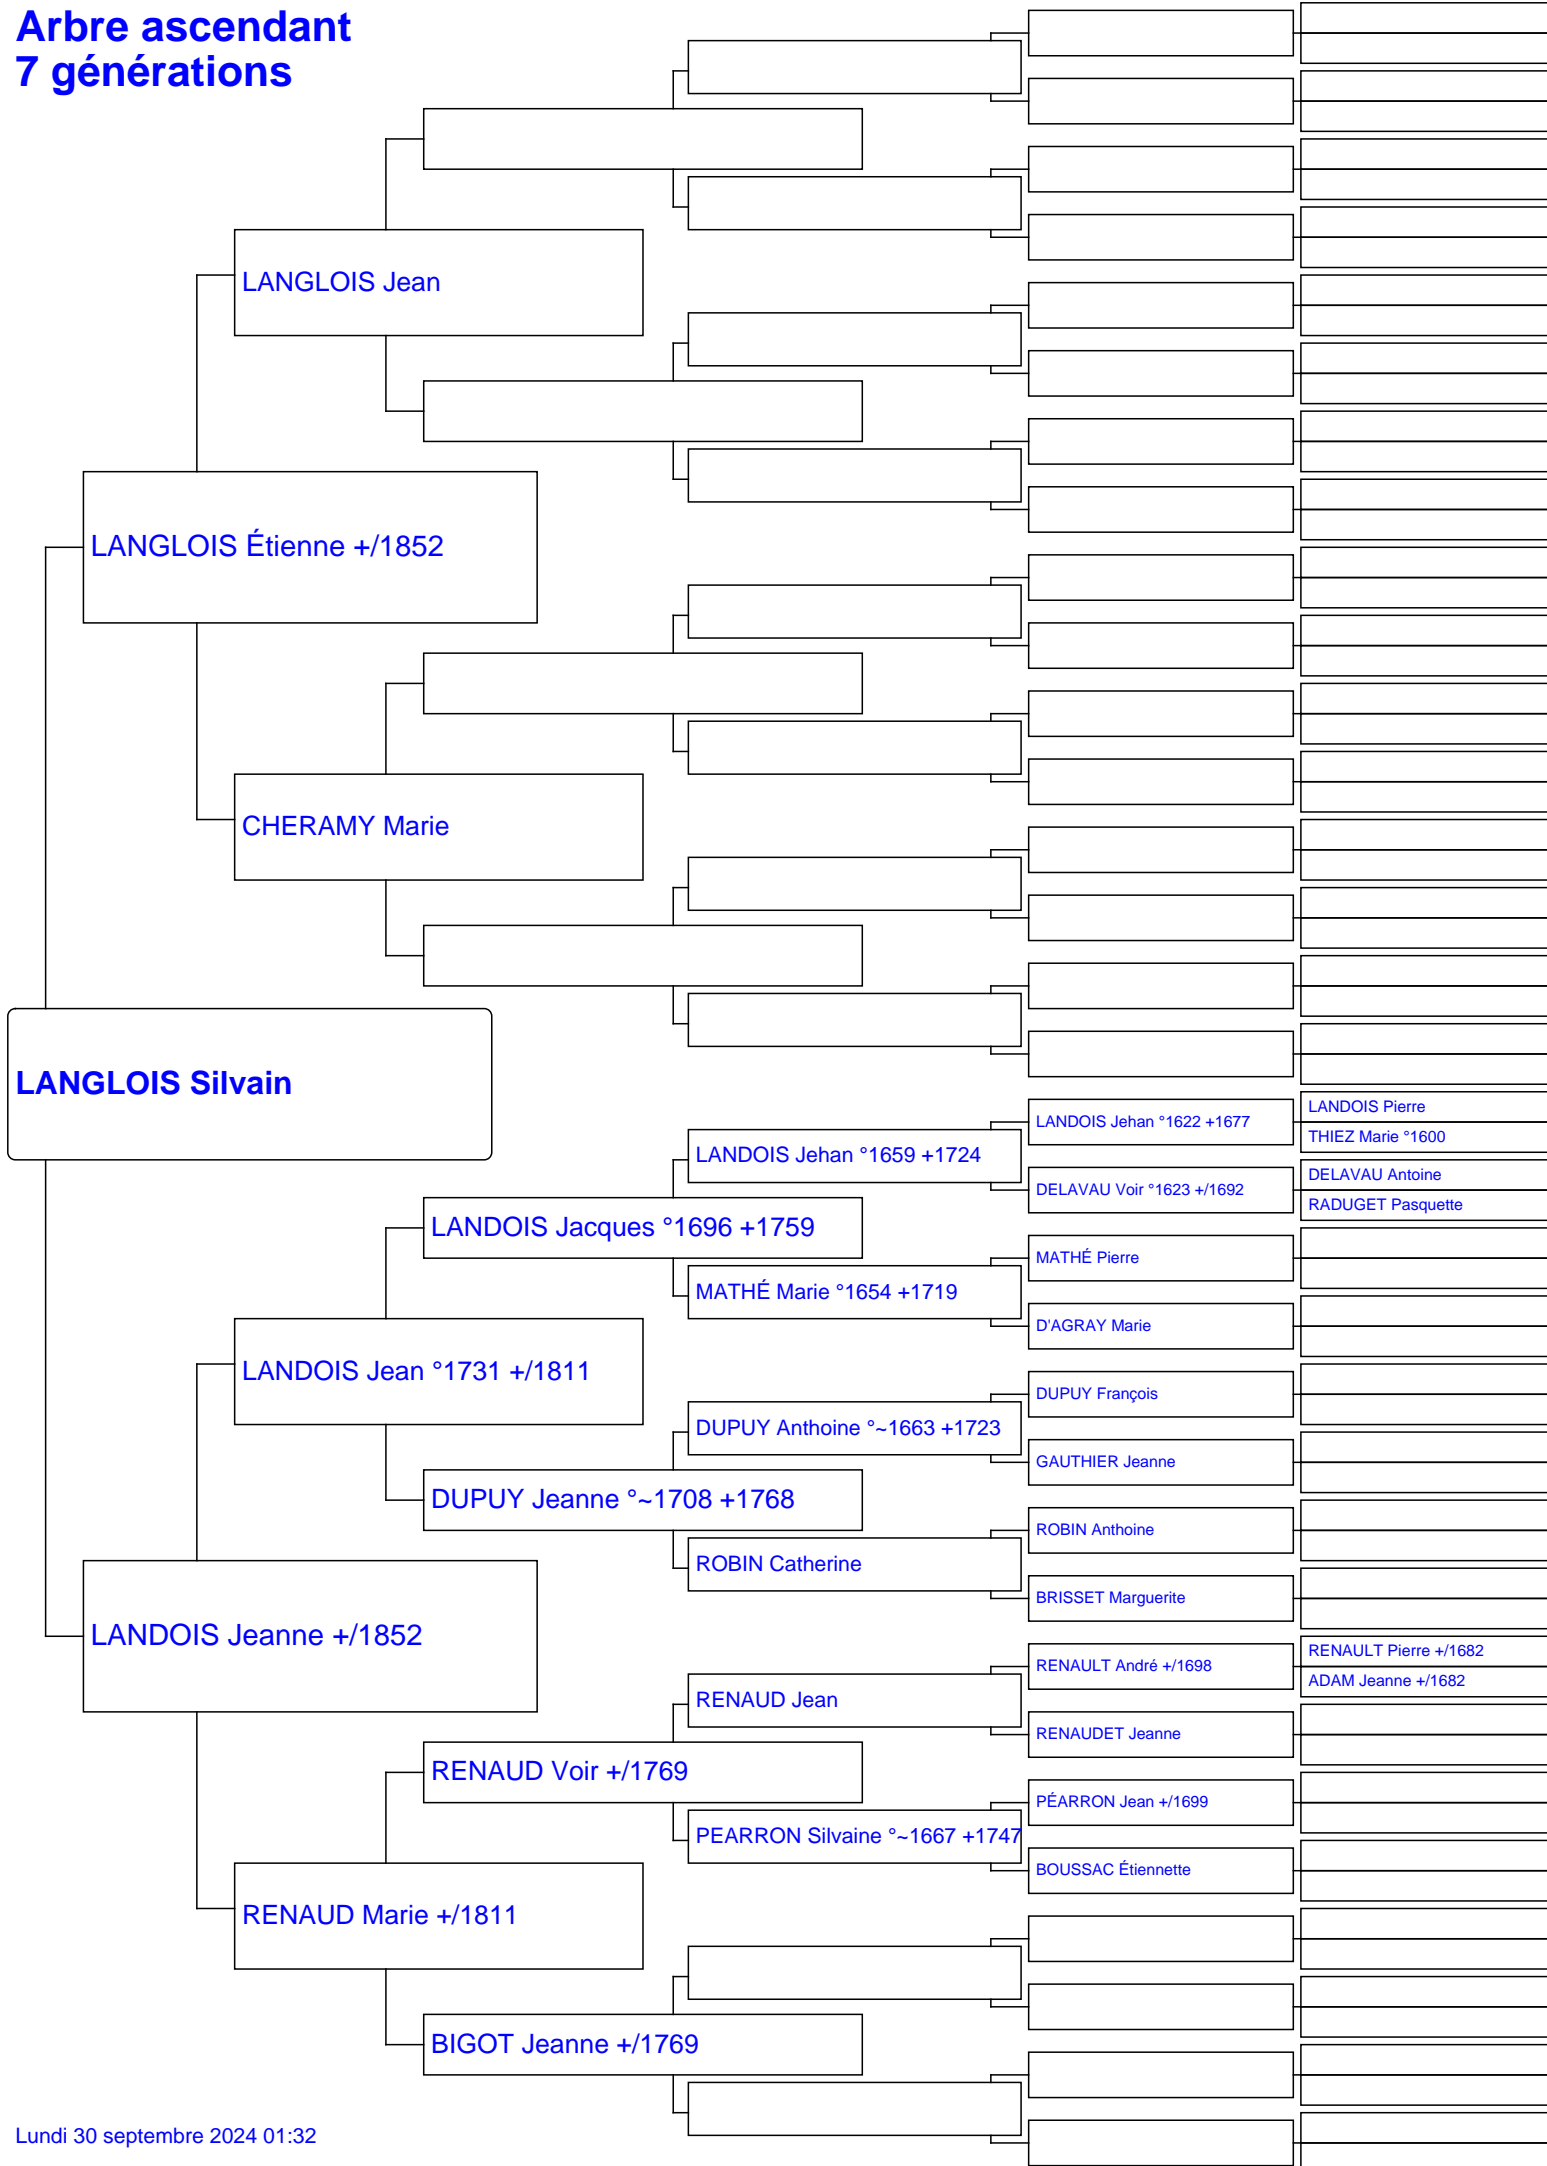 Arbre ascendant
7 générations
LANGLOIS Jean
LANGLOIS Étienne +/1852
CHERAMY Marie
LANGLOIS Silvain
LANDOIS Pierre
LANDOIS Jehan °1622 +1677
THIEZ Marie °1600
LANDOIS Jehan °1659 +1724
DELAVAU Antoine
DELAVAU Voir °1623 +/1692
RADUGET Pasquette
LANDOIS Jacques °1696 +1759
MATHÉ Pierre
MATHÉ Marie °1654 +1719
D'AGRAY Marie
LANDOIS Jean °1731 +/1811
DUPUY François
DUPUY Anthoine °~1663 +1723
GAUTHIER Jeanne
DUPUY Jeanne °~1708 +1768
ROBIN Anthoine
ROBIN Catherine
BRISSET Marguerite
LANDOIS Jeanne +/1852
RENAULT Pierre +/1682
RENAULT André +/1698
ADAM Jeanne +/1682
RENAUD Jean
RENAUDET Jeanne
RENAUD Voir +/1769
PÉARRON Jean +/1699
PEARRON Silvaine °~1667 +1747
BOUSSAC Étiennette
RENAUD Marie +/1811
BIGOT Jeanne +/1769
Lundi 30 septembre 2024 01:32